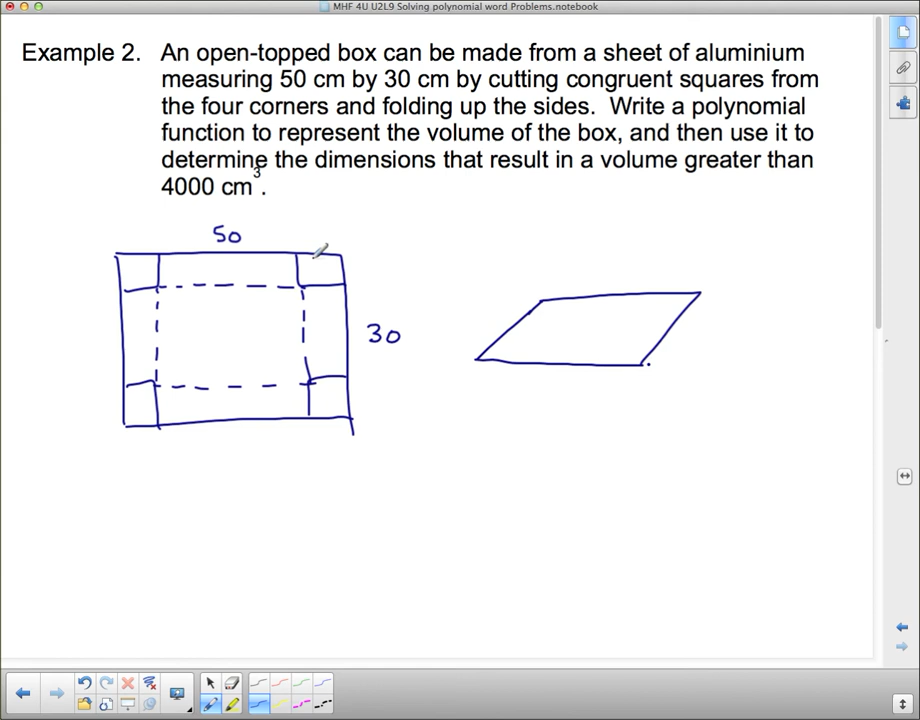 MHF 4U U2L9 Solving polynomial word Problems.notebook
Example 2. An open-topped box can be made from a sheet of aluminium
measuring 50 cm by 30 cm by cutting congruent squares from
the four corners and folding up the sides. Write a polynomial
function to represent the volume of the box, and then use it to
determine the dimensions that result in a volume greater than
4000 cm³.
50
30